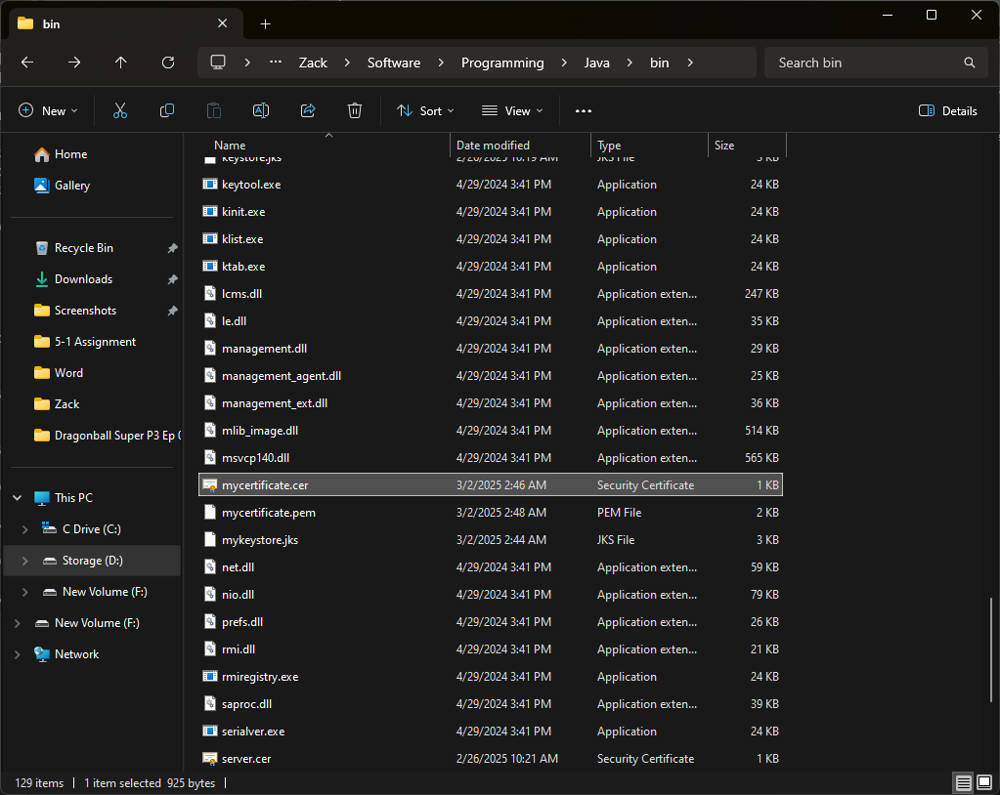 bin
Zack Software Programming Java bin Search bin
New Sort View Details
Name Date modified Type Size
keystore.jks 2/26/2025 10:19 AM JKS File 3 KB
Home
Gallery
Recycle Bin
Downloads
Screenshots
5-1 Assignment
Word
Zack
Dragonball Super P3 Ep (
This PC
C Drive (C:)
Storage (D:)
New Volume (F:)
New Volume (F:)
Network
keytool.exe 4/29/2024 3:41 PM Application 24 KB
kinit.exe 4/29/2024 3:41 PM Application 24 KB
klist.exe 4/29/2024 3:41 PM Application 24 KB
ktab.exe 4/29/2024 3:41 PM Application 24 KB
lcms.dll 4/29/2024 3:41 PM Application exten... 247 KB
le.dll 4/29/2024 3:41 PM Application exten... 35 KB
management.dll 4/29/2024 3:41 PM Application exten... 29 KB
management_agent.dll 4/29/2024 3:41 PM Application exten... 25 KB
management_ext.dll 4/29/2024 3:41 PM Application exten... 36 KB
mlib_image.dll 4/29/2024 3:41 PM Application exten... 514 KB
msvcp140.dll 4/29/2024 3:41 PM Application exten... 565 KB
mycertificate.cer 3/2/2025 2:46 AM Security Certificate 1 KB
mycertificate.pem 3/2/2025 2:48 AM PEM File 2 KB
mykeystore.jks 3/2/2025 2:44 AM JKS File 3 KB
net.dll 4/29/2024 3:41 PM Application exten... 59 KB
nio.dll 4/29/2024 3:41 PM Application exten... 79 KB
prefs.dll 4/29/2024 3:41 PM Application exten... 26 KB
rmi.dll 4/29/2024 3:41 PM Application exten... 21 KB
rmiregistry.exe 4/29/2024 3:41 PM Application 24 KB
saproc.dll 4/29/2024 3:41 PM Application exten... 39 KB
serialver.exe 4/29/2024 3:41 PM Application 24 KB
server.cer 2/26/2025 10:21 AM Security Certificate 1 KB
129 items 1 item selected 925 bytes